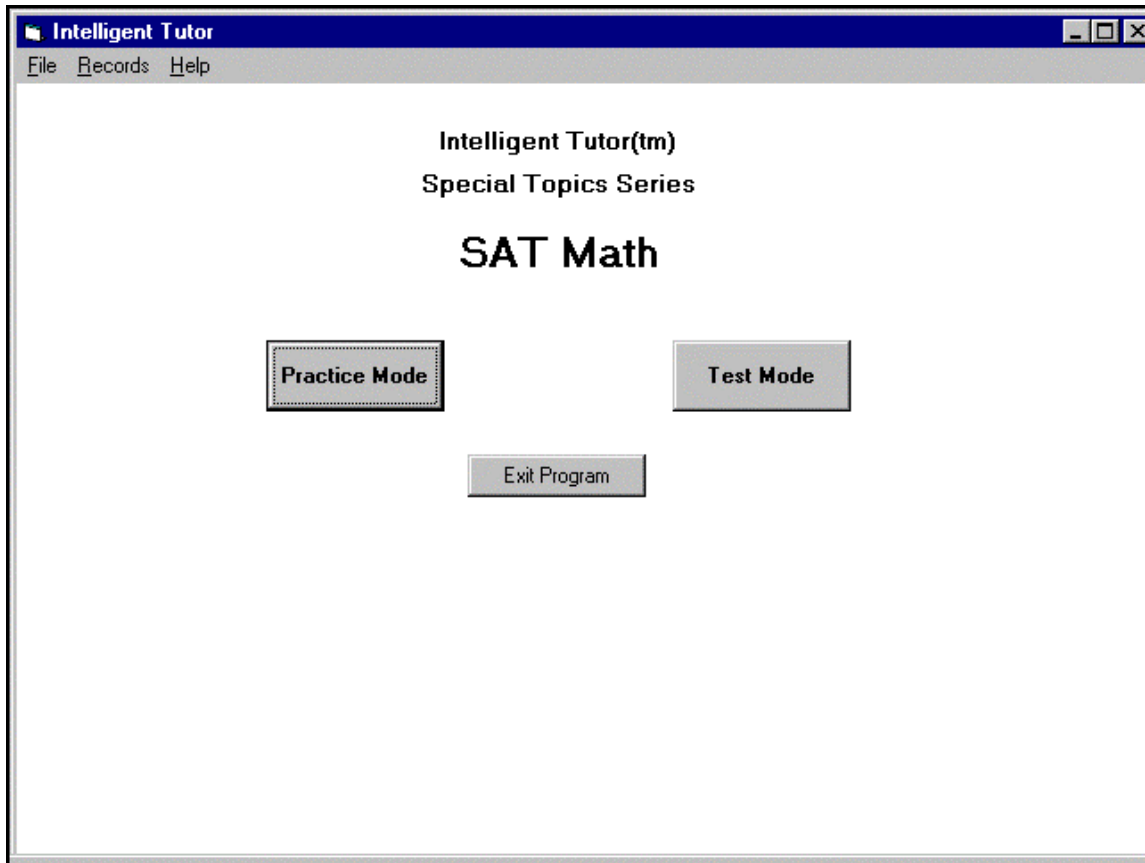 Intelligent Tutor
File Records Help
Intelligent Tutor(tm)
Special Topics Series
SAT Math
Practice Mode Test Mode
Exit Program